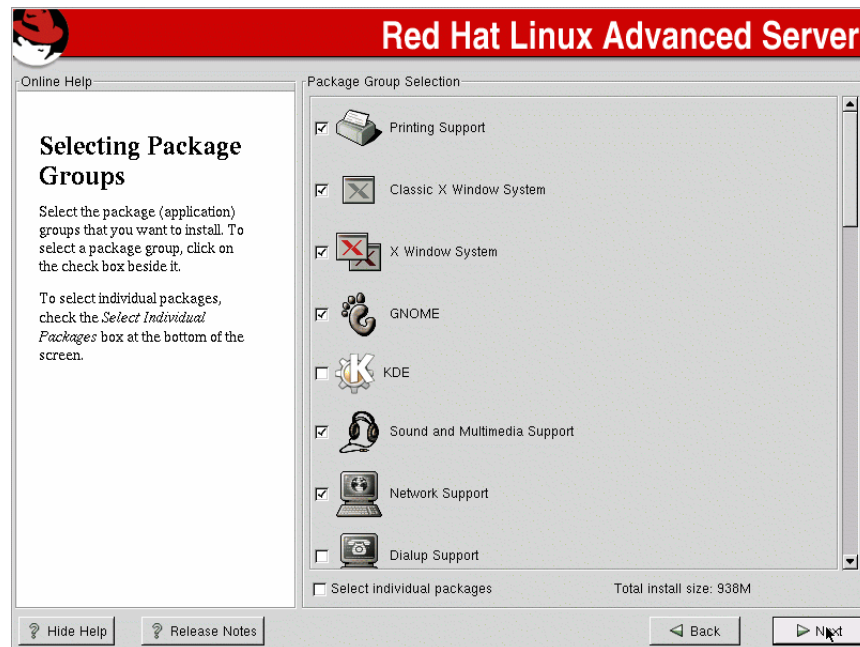 Red Hat Linux Advanced Server
Online Help
Selecting Package
Groups
Select the package (application)
groups that you want to install. To
select a package group, click on
the check box beside it.
To select individual packages,
check the Select Individual
Packages box at the bottom of the
screen.
Package Group Selection
Printing Support
Classic X Window System
X Window System
GNOME
KDE
Sound and Multimedia Support
Network Support
Dialup Support
Select individual packages
Total install size: 938M
Hide Help
Release Notes
Back
Next